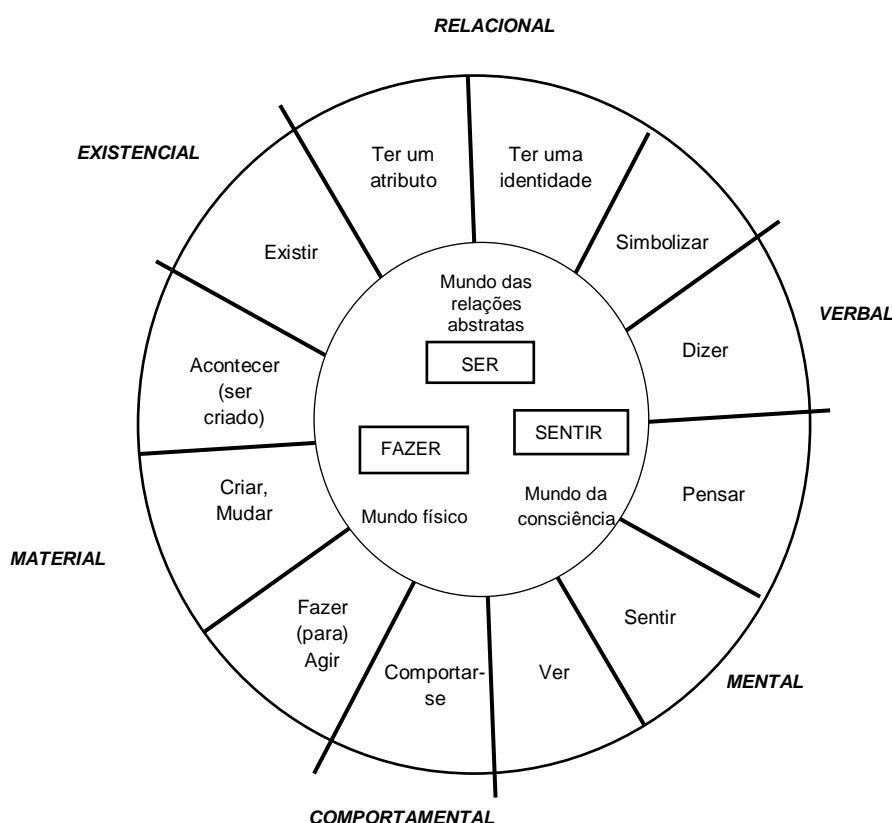 RELACIONAL
EXISTENCIAL
Ter um
atributo
Ter uma
identidade
Existir
Simbolizar
Mundo das
relações
abstratas
VERBAL
Acontecer
(ser
criado)
SER
Dizer
FAZER
SENTIR
Criar,
Mudar
Mundo físico
Mundo da
consciência
Pensar
MATERIAL
Fazer
(para)
Agir
Sentir
Comportar-
se
Ver
MENTAL
COMPORTAMENTAL